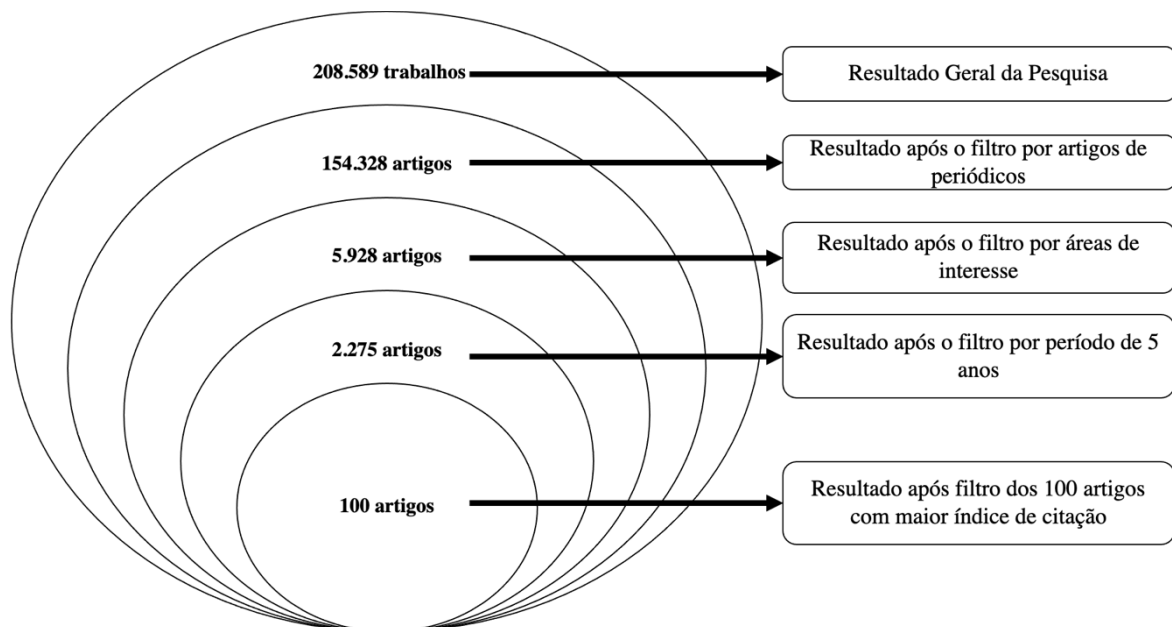 208.589 trabalhos
Resultado Geral da Pesquisa
154.328 artigos
Resultado após o filtro por artigos de
periódicos
5.928 artigos
Resultado após o filtro por áreas de
interesse
2.275 artigos
Resultado após o filtro por período de 5
anos
100 artigos
Resultado após filtro dos 100 artigos
com maior índice de citação